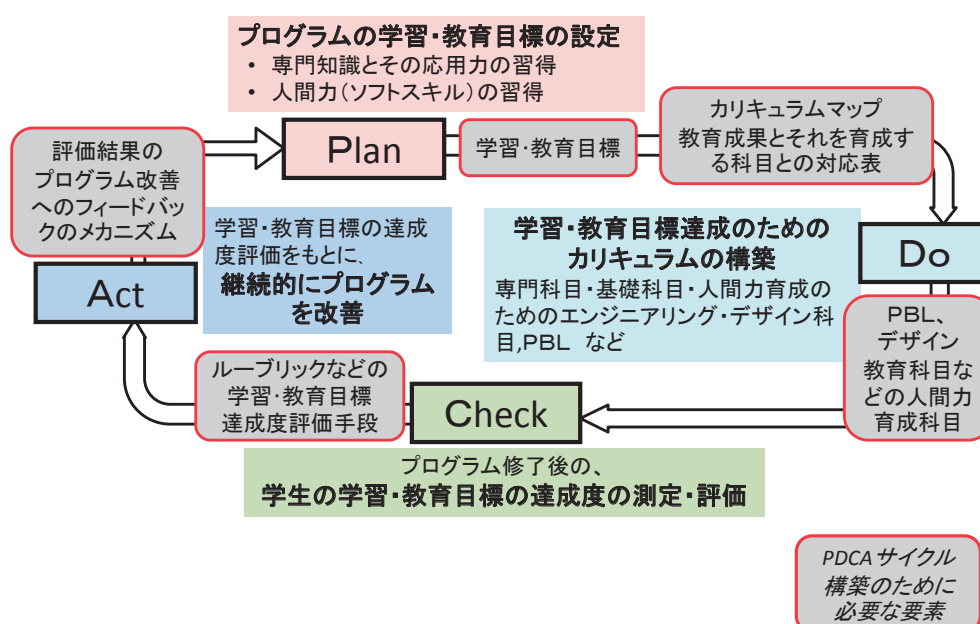 プログラムの学習・教育目標の設定
• 専門知識とその応用力の習得
• 人間力(ソフトスキル)の習得
Plan
学習・教育目標
カリキュラムマップ
教育成果とそれを育成す
る科目との対応表
評価結果の
プログラム改善
へのフィードバッ
クのメカニズム
学習・教育目標の達成
度評価をもとに、
継続的にプログラム
を改善
学習・教育目標達成のための
カリキュラムの構築
専門科目・基礎科目・人間力育成の
ためのエンジニアリング・デザイン科
目,PBL など
Do
Act
PBL、
デザイン
教育科目な
どの人間力
育成科目
ルーブリックなどの
学習・教育目標
達成度評価手段
Check
プログラム修了後の、
学生の学習・教育目標の達成度の測定・評価
PDCAサイクル
構築のために
必要な要素